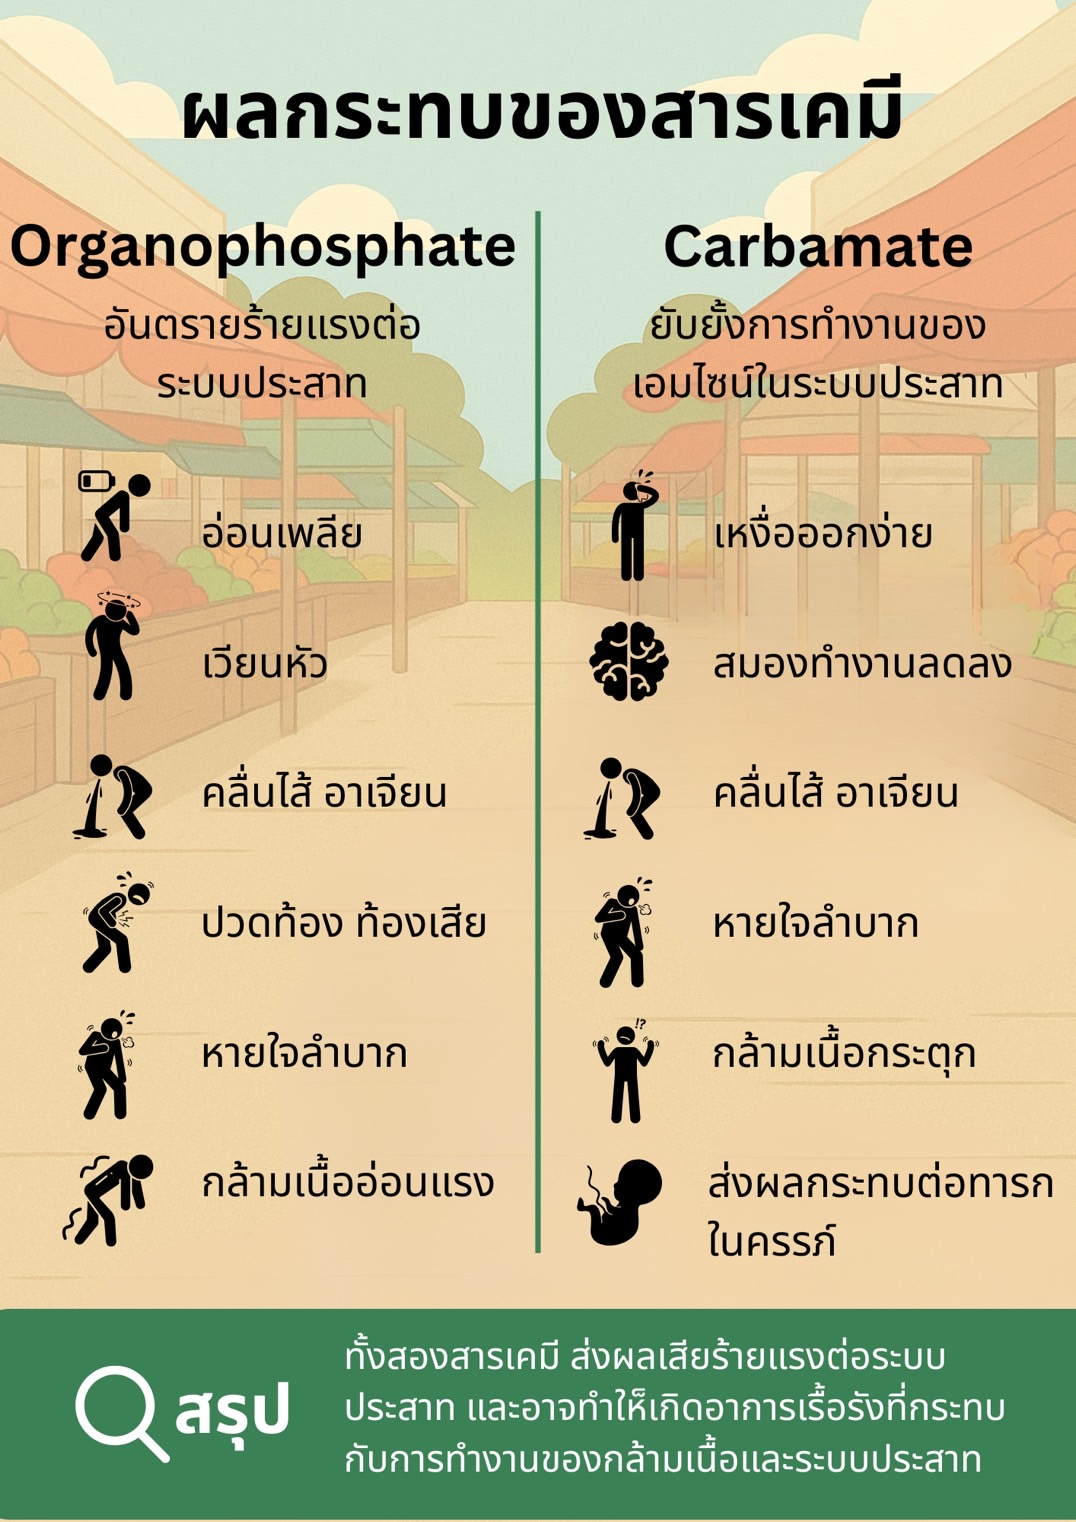 ผลกระทบของสารเคมี
Organophosphate
อันตรายร้ายแรงต่อ
ระบบประสาท
อ่อนเพลีย
เวียนหัว
คลื่นไส้ อาเจียน
ปวดท้อง ท้องเสีย
หายใจลำบาก
กล้ามเนื้ออ่อนแรง
Carbamate
ยับยั้งการทำงานของ
เอมไซน์ในระบบประสาท
เหงื่อออกง่าย
สมองทำงานลดลง
คลื่นไส้ อาเจียน
หายใจลำบาก
!?
กล้ามเนื้อกระตุก
ส่งผลกระทบต่อทารก
ในครรภ์
สรุป
ทั้งสองสารเคมี ส่งผลเสียร้ายแรงต่อระบบ
ประสาท และอาจทำให้เกิดอาการเรื้อรังที่กระทบ
กับการทำงานของกล้ามเนื้อและระบบประสาท